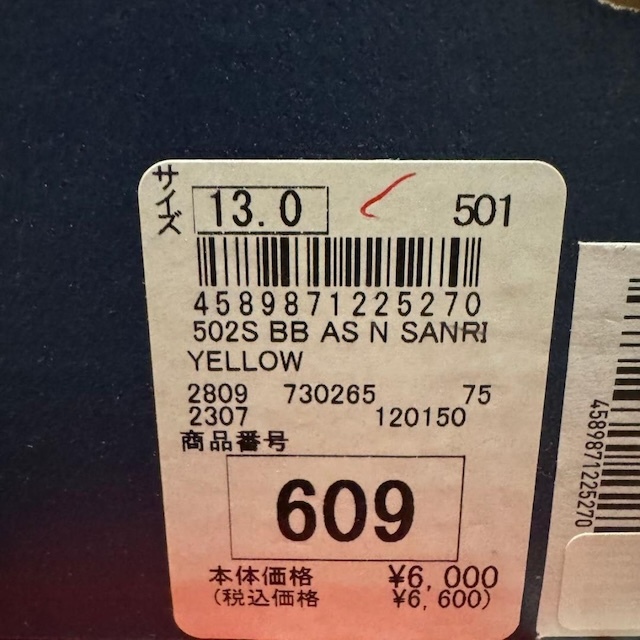 サイズ 13.0 501
4589871225270
502S BB AS N SANRI
YELLOW
2809 730265 75
2307 120150
商品番号
609
本体価格 ¥6,000
(税込価格 ¥6,600)
4589871225270